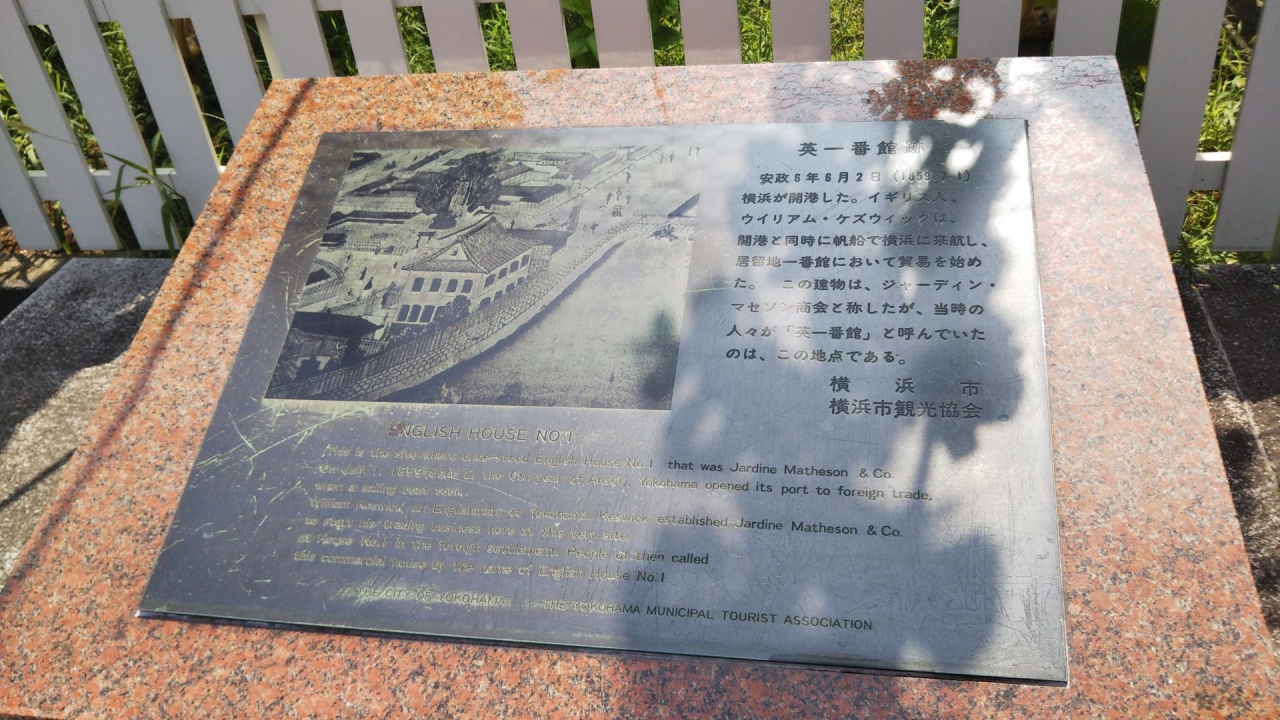 英一番館跡
安政6年6月2日(1859.7.1)
横浜が開港した。イギリス人、
ウイリアム・ケズウィックは、
開港と同時に帆船で横浜に来航し、
居留地一番館において貿易を始め
た。 この建物は、ジャーディン・
マセソン商会と称したが、当時の
人々が「英一番館」と呼んでいた
のは、この地点である。
横 浜 市
横浜市観光協会
ENGLISH HOUSE NO.1
This is the site where once stood English House No.1 that was Jardine Matheson & Co.
On July 1, 1859(June 2, the 6th year of Ansei), Yokohama opened its port to foreign trade,
when a sailing boat took
William Keswick, an Englishman to Yokohama. Keswick established Jardine Matheson & Co.
to start his trading business here at this very site,
at House No.1 in the foreign settlement. People of then called
this commercial house by the name of English House No.1
THE CITY OF YOKOHAMA THE YOKOHAMA MUNICIPAL TOURIST ASSOCIATION